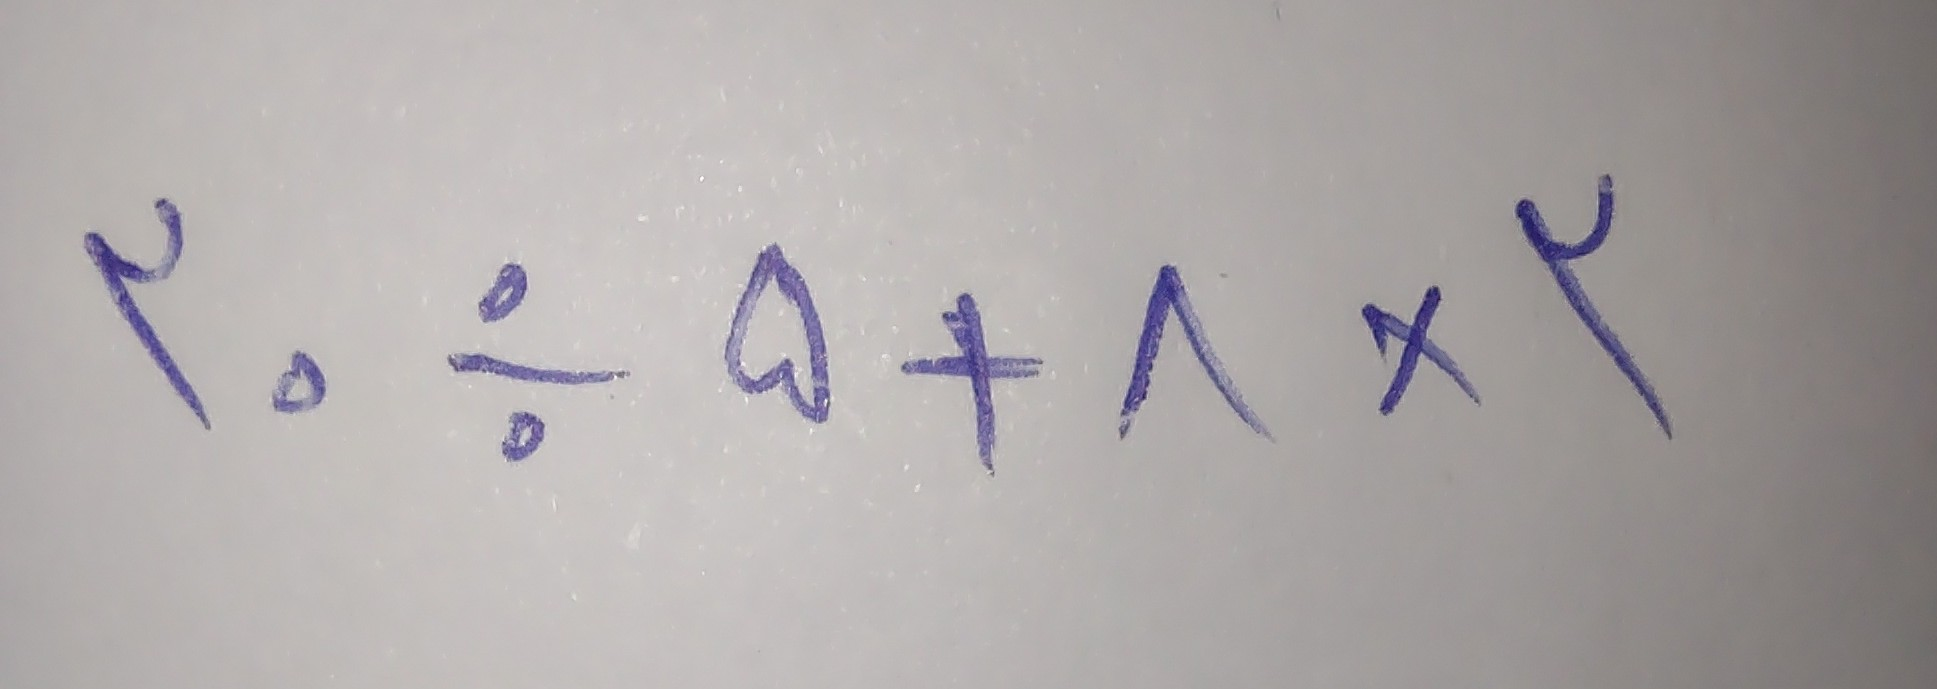 ۲۰ ÷ ۵ + ۸ × ۲